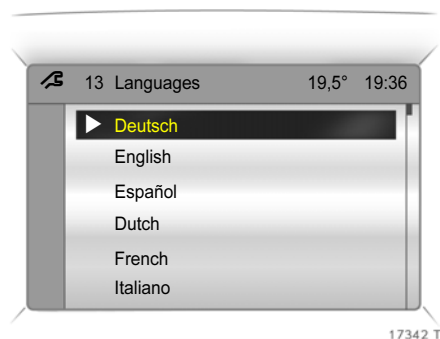 13 Languages 19,5° 19:36
Deutsch
English
Español
Dutch
French
Italiano
17342 T